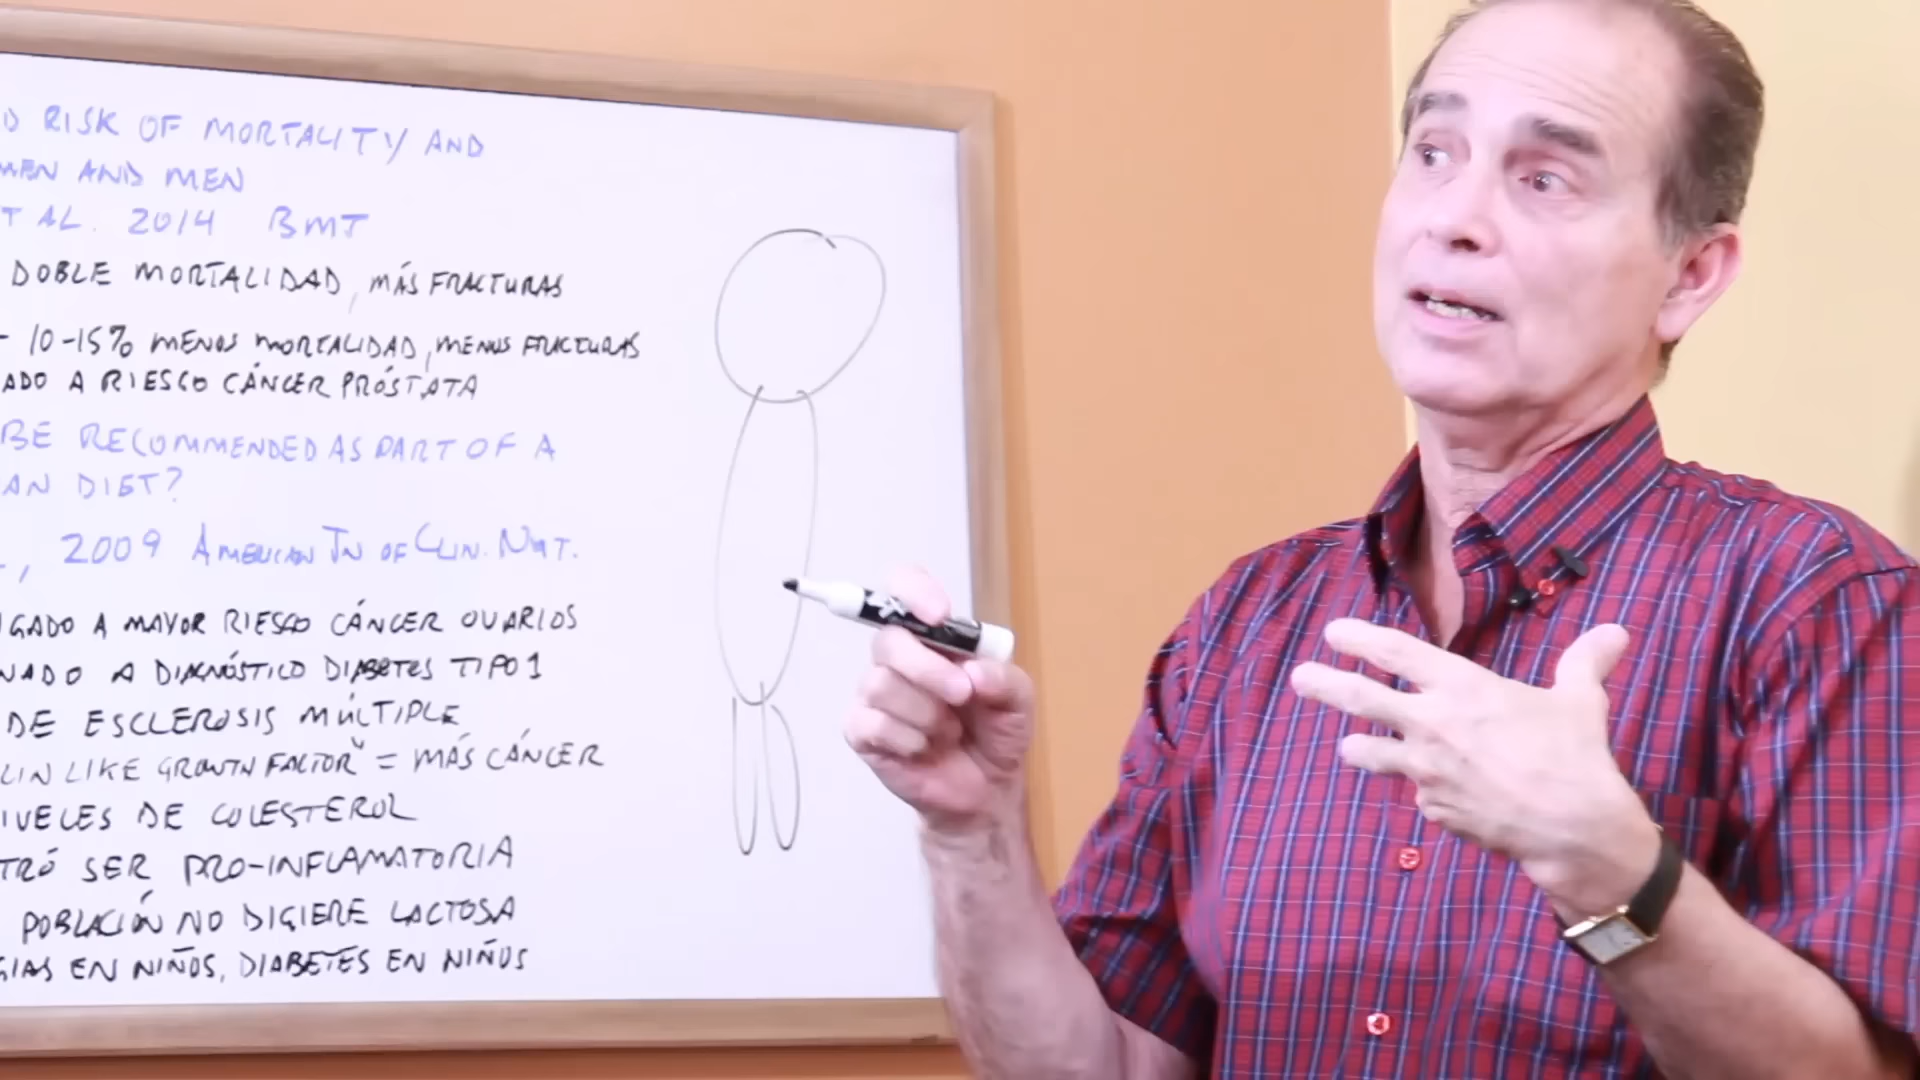 RISK OF MORTALITY AND
AND MEN
T AL. 2014 BMJ
DOBLE MORTALIDAD, MÁS FRACTURAS
- 10-15% MENOS MORTALIDAD, MENOS FRACTURAS
ADO A RIESGO CÁNCER PRÓSTATA
BE RECOMMENDED AS PART OF A
AN DIET?
, 2009 AMERICAN JN OF CLIN. NUT.
IGADO A MAYOR RIESGO CÁNCER OVARIOS
NADO A DIAGNÓSTICO DIABETES TIPO 1
DE ESCLEROSIS MÚLTIPLE
LIN LIKE GROWTH FACTOR" = MÁS CÁNCER
IVELES DE COLESTEROL
TRÓ SER PRO-INFLAMATORIA
POBLACIÓN NO DIGIERE LACTOSA
GIAS EN NIÑOS, DIABETES EN NIÑOS